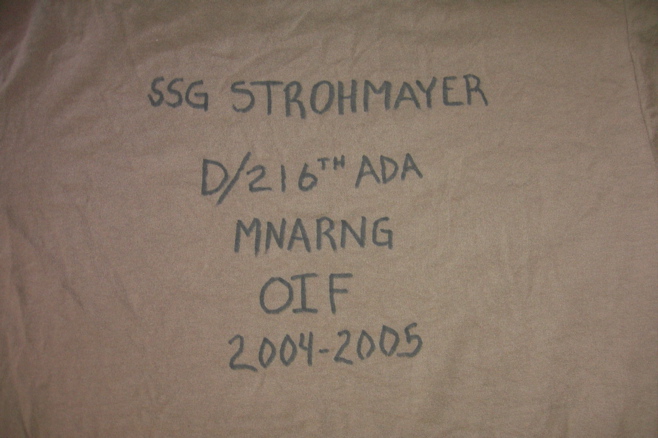 SSG STROHMAYER
D/216TH ADA
MNARNG
OIF
2004-2005